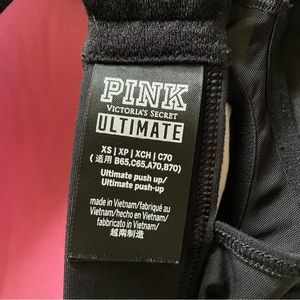 PINK
VICTORIA'S SECRET
ULTIMATE
XS | XP | XCH | C70
(适用 B65,C65,A70,B70)
Ultimate push up/
Ultimate push-up
made in Vietnam/fabriqué au
Vietnam/hecho en Vietnam/
fabbricato in Vietnam/
越南制造